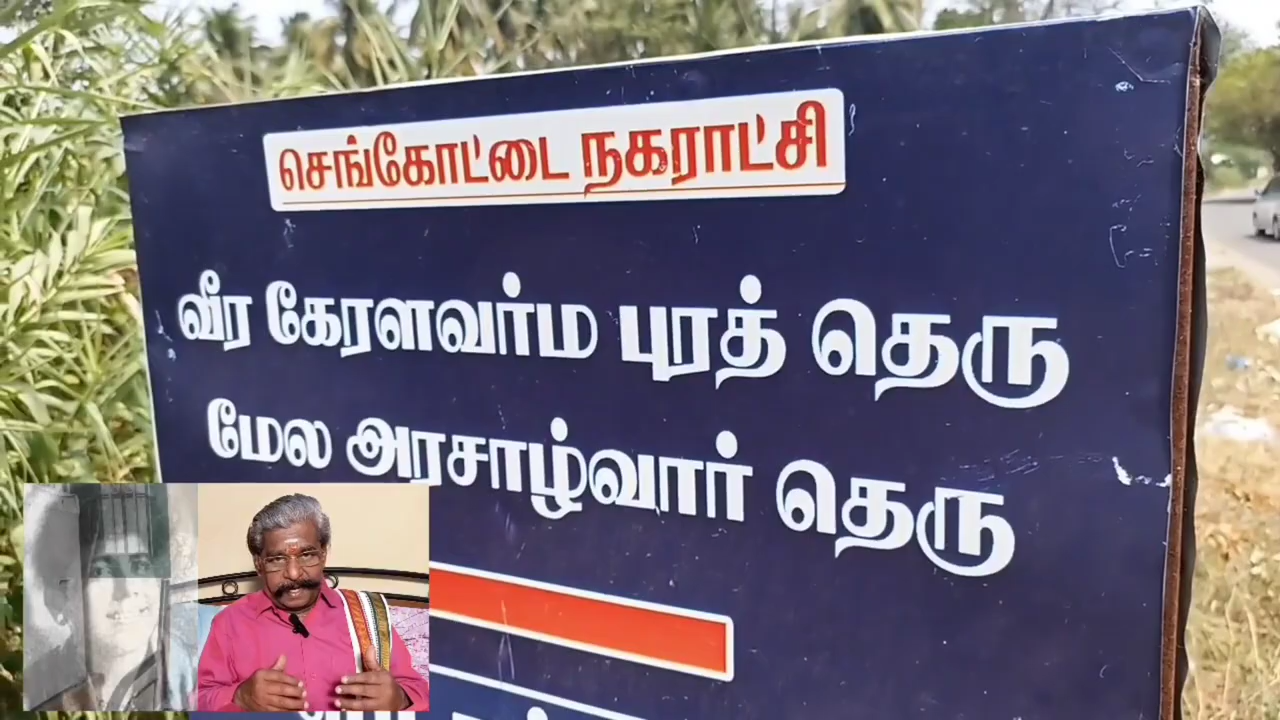 செங்கோட்டை நகராட்சி
வீர கேரளவர்ம புரத் தெரு
மேல அரசாழ்வார் தெரு